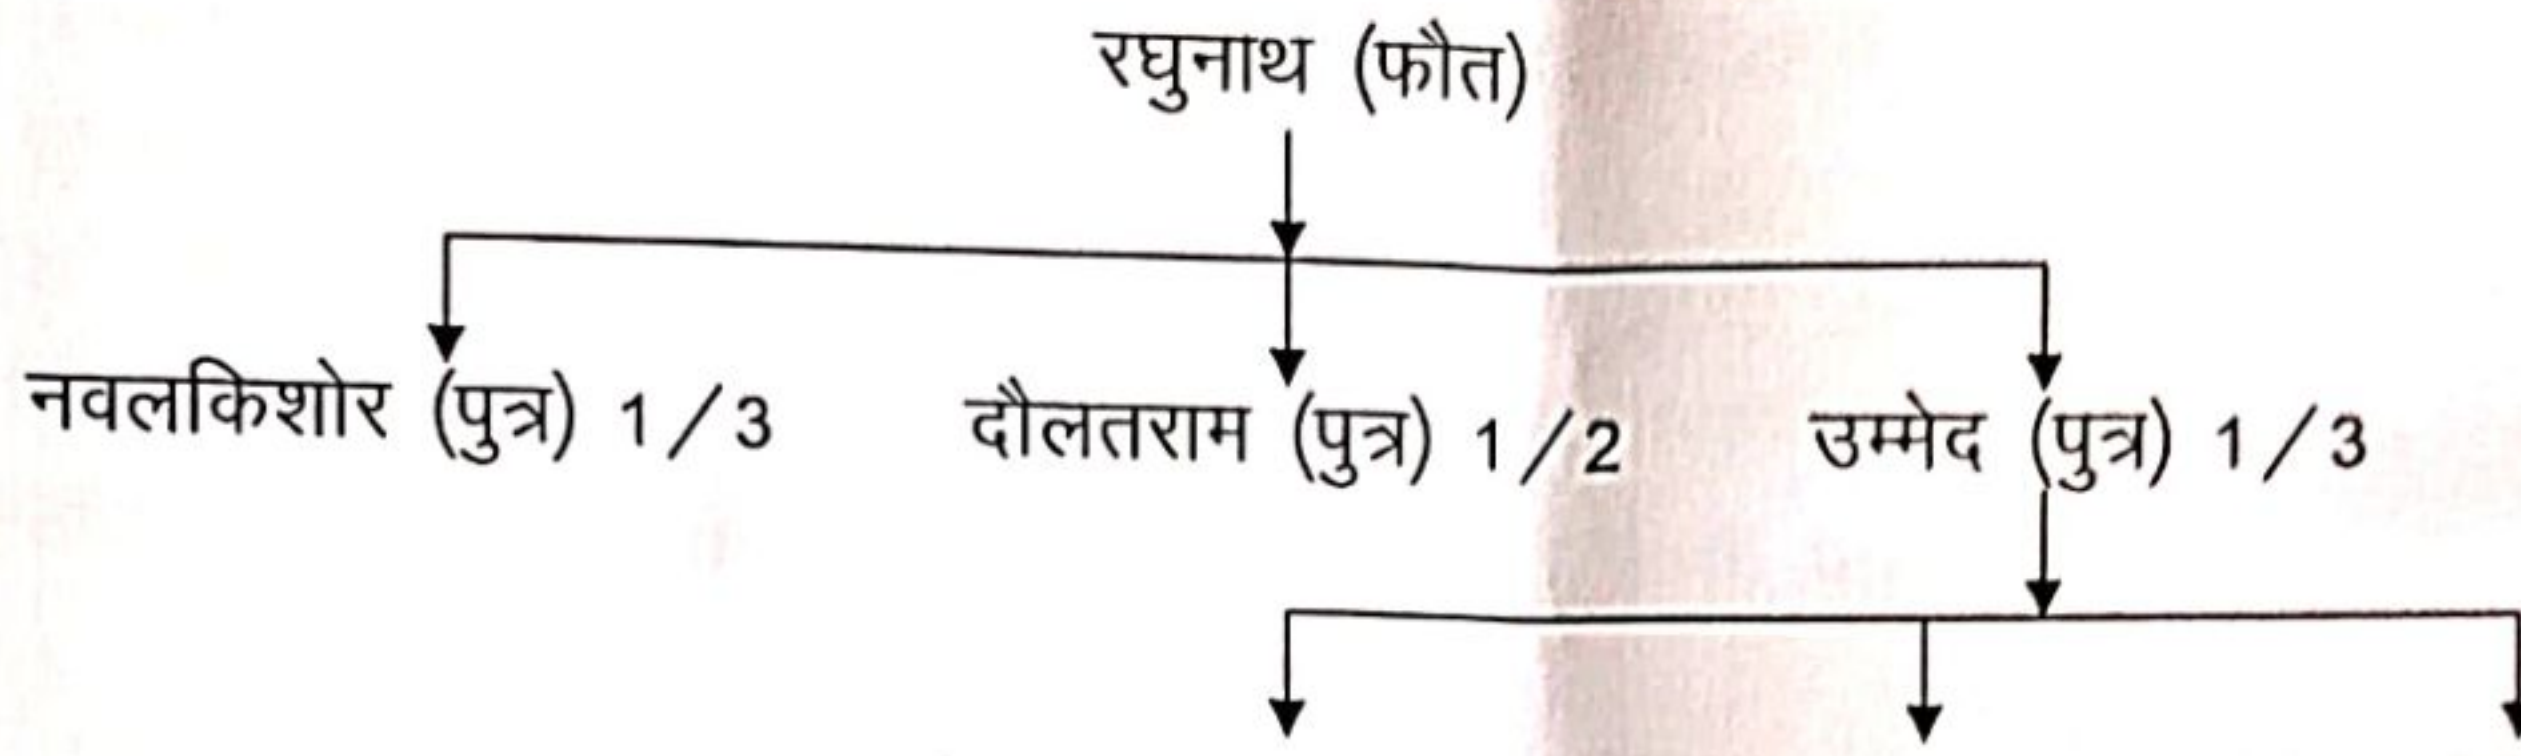 रघुनाथ (फौत)
नवलकिशोर (पुत्र) 1/3 दौलतराम (पुत्र) 1/2 उम्मेद (पुत्र) 1/3